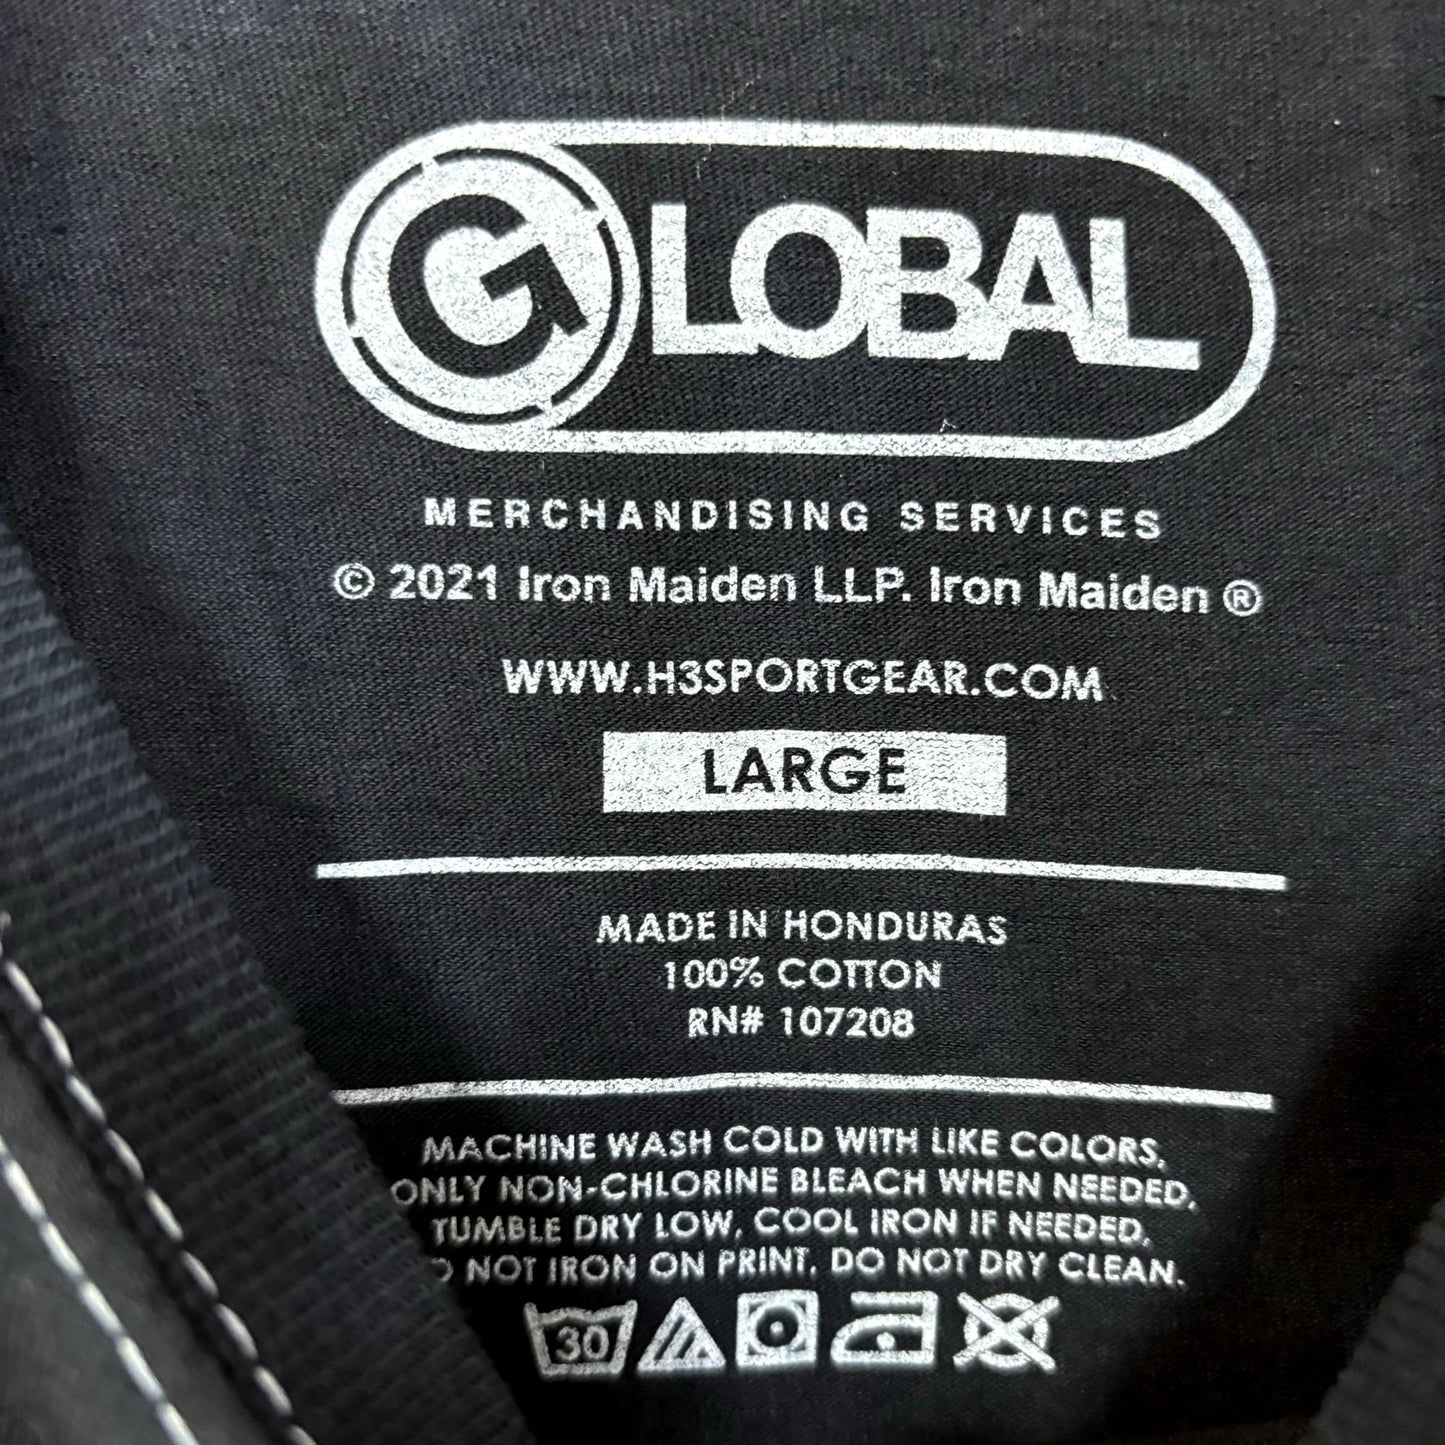 GLOBAL
MERCHANDISING SERVICES
© 2021 Iron Maiden LLP. Iron Maiden ®
WWW.H3SPORTGEAR.COM
LARGE
MADE IN HONDURAS
100% COTTON
RN# 107208
MACHINE WASH COLD WITH LIKE COLORS,
ONLY NON-CHLORINE BLEACH WHEN NEEDED,
TUMBLE DRY LOW, COOL IRON IF NEEDED,
NOT IRON ON PRINT, DO NOT DRY CLEAN.
30